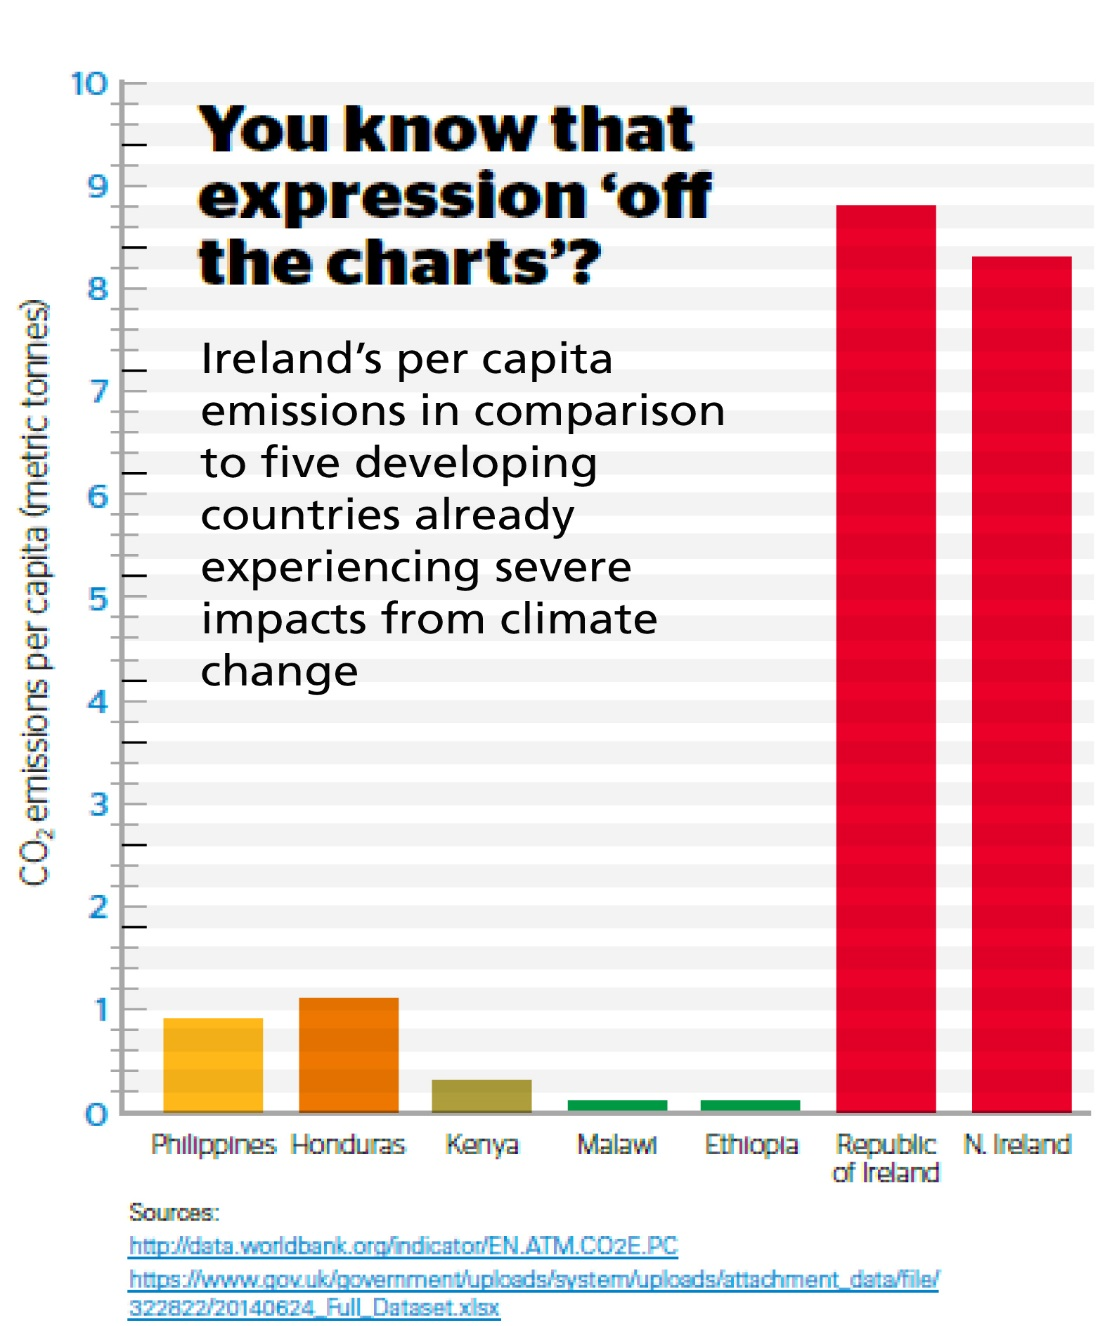 You know that
expression ‘off
the charts’?
Ireland’s per capita
emissions in comparison
to five developing
countries already
experiencing severe
impacts from climate
change
CO₂ emissions per capita (metric tonnes)
10
9
8
7
6
5
4
3
2
1
0
Philippines Honduras Kenya Malawi Ethiopia Republic of Ireland N. Ireland
Sources:
http://data.worldbank.org/indicator/EN.ATM.CO2E.PC
https://www.gov.uk/government/uploads/system/uploads/attachment_data/file/
322822/20140624_Full_Dataset.xlsx